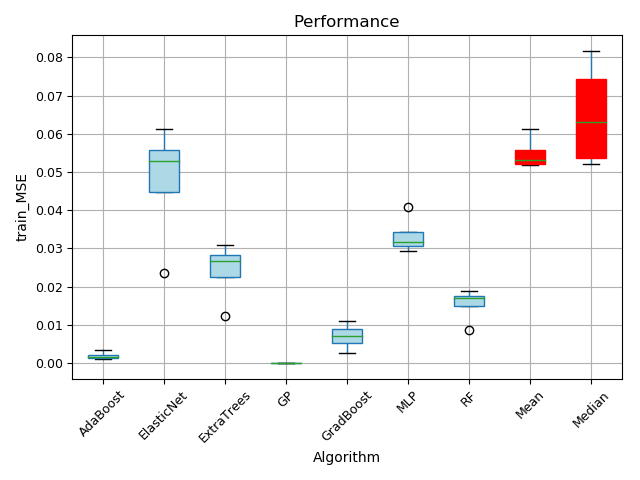 Performance
train_MSE
0.08
0.07
0.06
0.05
0.04
0.03
0.02
0.01
0.00
AdaBoost
ElasticNet
ExtraTrees
GP
GradBoost
MLP
RF
Mean
Median
Algorithm